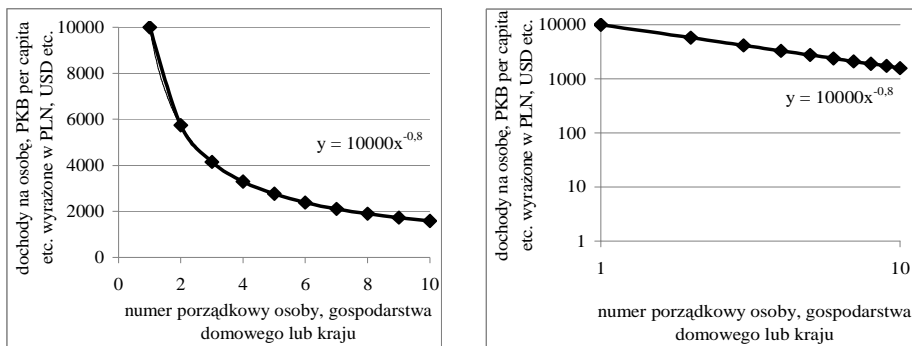 dochody na osobę, PKB per capita
etc. wyrażone w PLN, USD etc.
10000
8000
6000
4000
2000
0
y = 10000x^-0,8
0 2 4 6 8 10
numer porządkowy osoby, gospodarstwa
domowego lub kraju
dochody na osobę, PKB per capita
etc. wyrażone w PLN, USD etc.
10000
1000
100
10
1
y = 10000x^-0,8
1 10
numer porządkowy osoby, gospodarstwa
domowego lub kraju